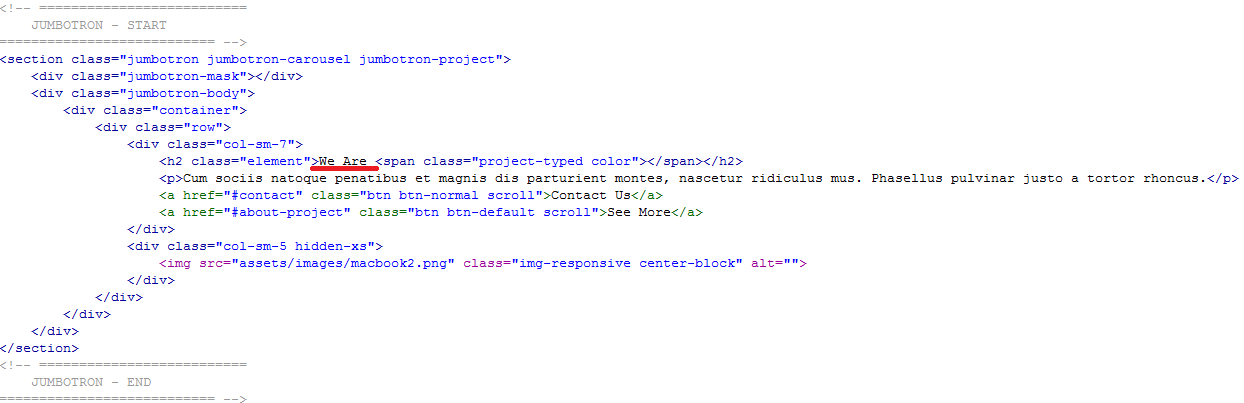 <!-- ==========================
    JUMBOTRON - START
=========================== -->
<section class="jumbotron jumbotron-carousel jumbotron-project">
    <div class="jumbotron-mask"></div>
    <div class="jumbotron-body">
        <div class="container">
            <div class="row">
                <div class="col-sm-7">
                    <h2 class="element">We Are <span class="project-typed color"></span></h2>
                    <p>Cum sociis natoque penatibus et magnis dis parturient montes, nascetur ridiculus mus. Phasellus pulvinar justo a tortor rhoncus.</p>
                    <a href="#contact" class="btn btn-normal scroll">Contact Us</a>
                    <a href="#about-project" class="btn btn-default scroll">See More</a>
                </div>
                <div class="col-sm-5 hidden-xs">
                    <img src="assets/images/macbook2.png" class="img-responsive center-block" alt="">
                </div>
            </div>
        </div>
    </div>
</section>
<!-- ==========================
    JUMBOTRON - END
=========================== -->